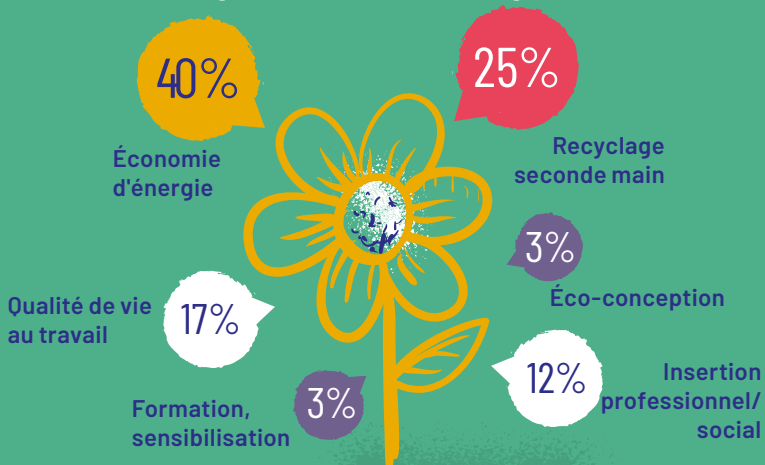 40%
Économie
d'énergie
25%
Recyclage
seconde main
3%
Éco-conception
Qualité de vie
au travail
17%
12%
Insertion
professionnel/
social
Formation,
sensibilisation
3%